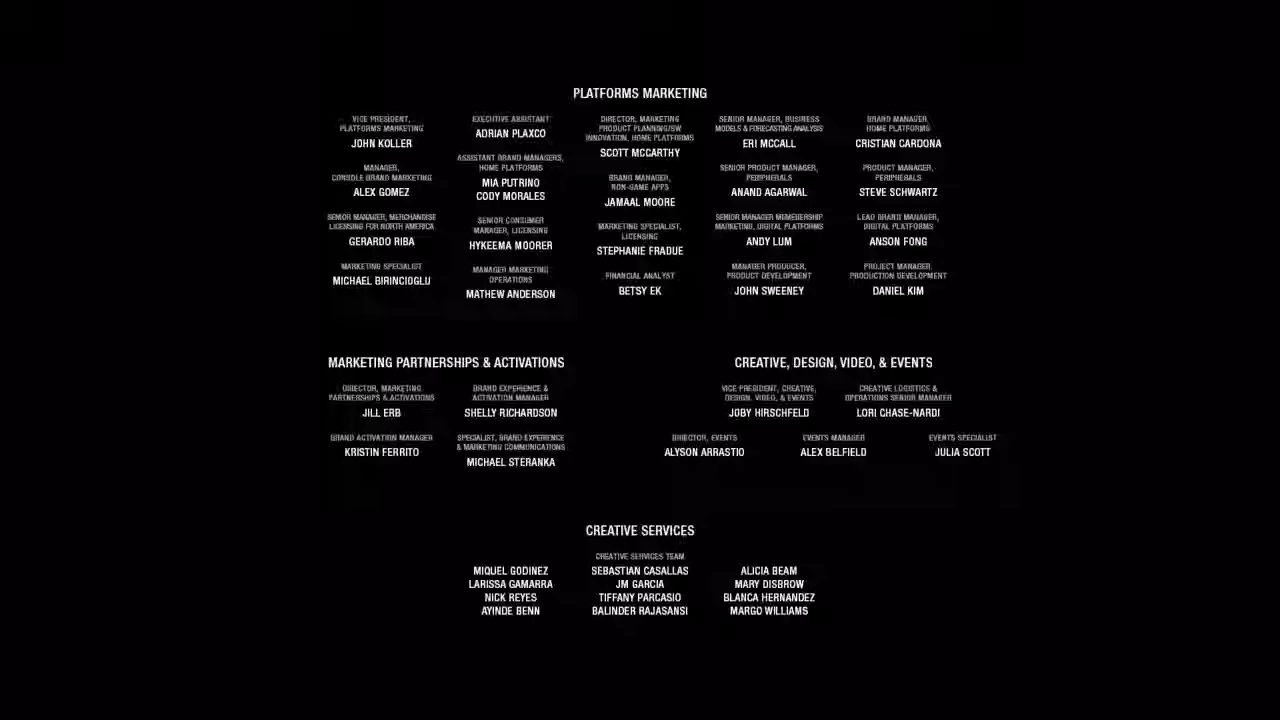 PLATFORMS MARKETING
VICE PRESIDENT,
PLATFORMS MARKETING
JOHN KOLLER
MANAGER,
CONSOLE BRAND MARKETING
ALEX GOMEZ
SENIOR MANAGER, MERCHANDISE
LICENSING FOR NORTH AMERICA
GERARDO RIBA
MARKETING SPECIALIST
MICHAEL BIRINCIOGLU
EXECUTIVE ASSISTANT
ADRIAN PLAXCO
ASSISTANT BRAND MANAGERS,
HOME PLATFORMS
MIA PUTRINO
CODY MORALES
SENIOR CONSUMER
MANAGER, LICENSING
HYKEEMA MOORER
MANAGER MARKETING
OPERATIONS
MATHEW ANDERSON
DIRECTOR, MARKETING
PRODUCT PLANNING/SW
INNOVATION, HOME PLATFORMS
SCOTT MCCARTHY
BRAND MANAGER,
NON-GAME APPS
JAMAAL MOORE
MARKETING SPECIALIST,
LICENSING
STEPHANIE FRADUE
FINANCIAL ANALYST
BETSY EK
SENIOR MANAGER, BUSINESS
MODELS & FORECASTING ANALYSIS
ERI MCCALL
SENIOR PRODUCT MANAGER,
PERIPHERALS
ANAND AGARWAL
SENIOR MANAGER MEMBERSHIP
MARKETING, DIGITAL PLATFORMS
ANDY LUM
MANAGER PRODUCER,
PRODUCT DEVELOPMENT
JOHN SWEENEY
BRAND MANAGER,
HOME PLATFORMS
CRISTIAN CARDONA
PRODUCT MANAGER,
PERIPHERALS
STEVE SCHWARTZ
LEAD BRAND MANAGER,
DIGITAL PLATFORMS
ANSON FONG
PROJECT MANAGER,
PRODUCTION DEVELOPMENT
DANIEL KIM
MARKETING PARTNERSHIPS & ACTIVATIONS
DIRECTOR, MARKETING
PARTNERSHIPS & ACTIVATIONS
JILL ERB
BRAND EXPERIENCE &
ACTIVATION MANAGER
SHELLY RICHARDSON
BRAND ACTIVATION MANAGER
KRISTIN FERRITO
SPECIALIST, BRAND EXPERIENCE
& MARKETING COMMUNICATIONS
MICHAEL STERANKA
CREATIVE, DESIGN, VIDEO, & EVENTS
VICE PRESIDENT, CREATIVE,
DESIGN, VIDEO, & EVENTS
JOBY HIRSCHFELD
CREATIVE LOGISTICS &
OPERATIONS SENIOR MANAGER
LORI CHASE-NARDI
DIRECTOR, EVENTS
ALYSON ARRASTIO
EVENTS MANAGER
ALEX BELFIELD
EVENTS SPECIALIST
JULIA SCOTT
CREATIVE SERVICES
CREATIVE SERVICES TEAM
MIQUEL GODINEZ
LARISSA GAMARRA
NICK REYES
AYINDE BENN
SEBASTIAN CASALLAS
JM GARCIA
TIFFANY PARCASIO
BALINDER RAJASANSI
ALICIA BEAM
MARY DISBROW
BLANCA HERNANDEZ
MARGO WILLIAMS